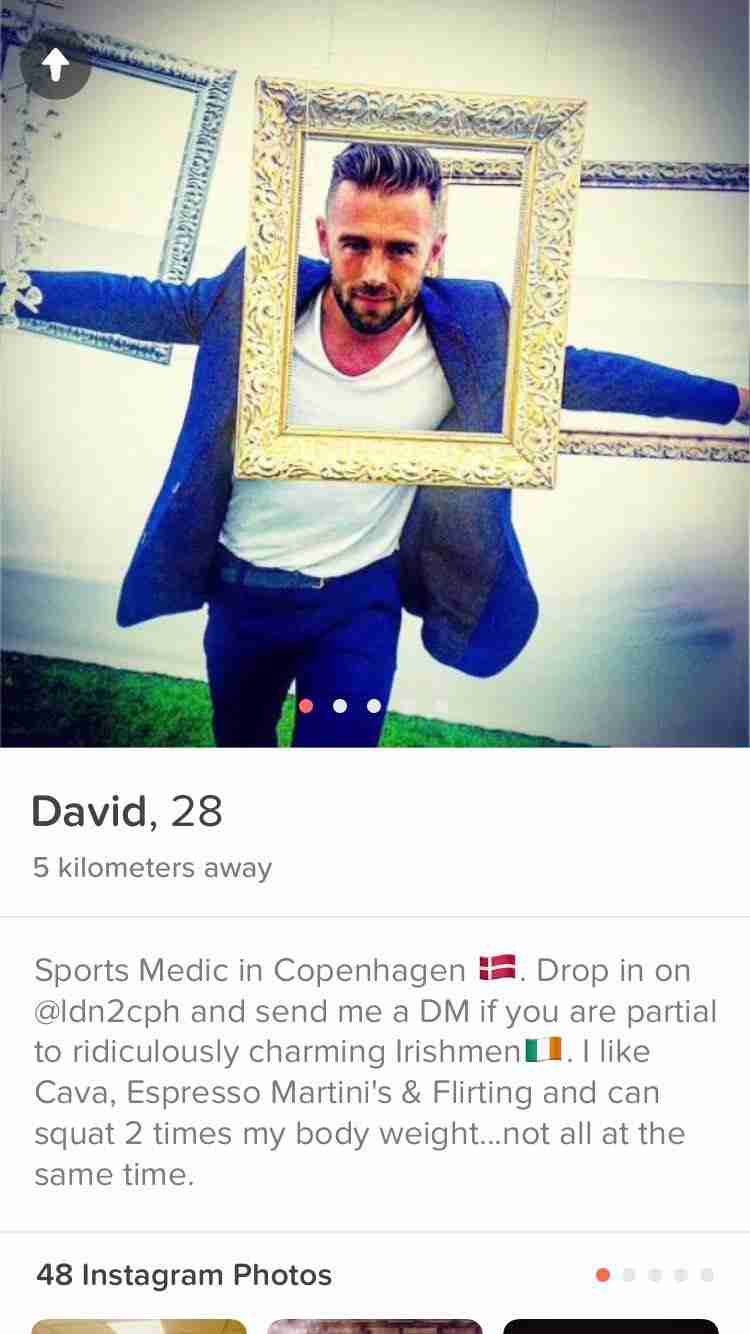 David, 28
5 kilometers away
Sports Medic in Copenhagen 🇩🇰. Drop in on
@ldn2cph and send me a DM if you are partial
to ridiculously charming Irishmen🇮🇪. I like
Cava, Espresso Martini's & Flirting and can
squat 2 times my body weight...not all at the
same time.
48 Instagram Photos